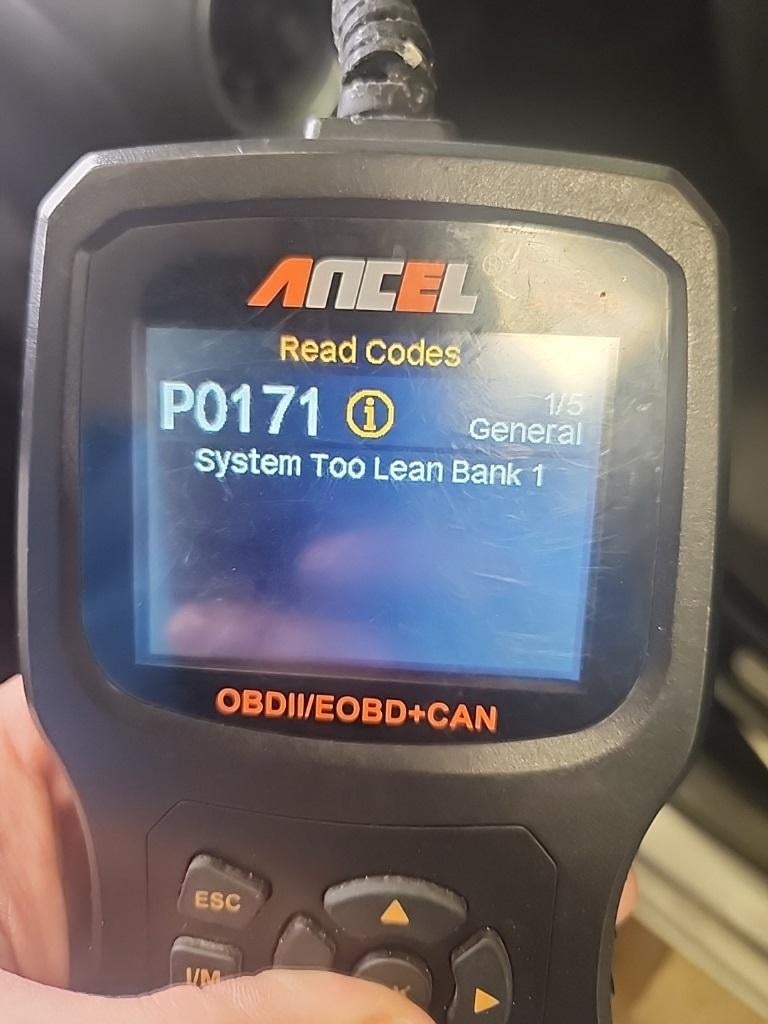 ANCEL
Read Codes
P0171
1/5
General
System Too Lean Bank 1
OBDII/EOBD+CAN
ESC
I/M